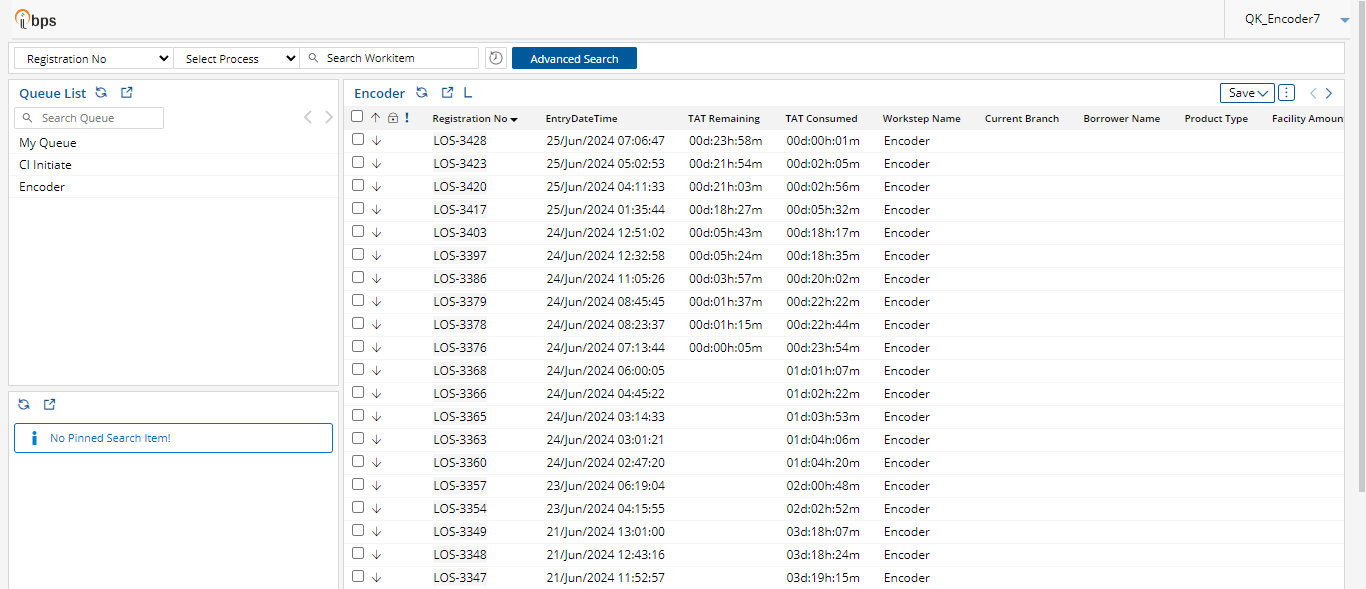 ibps
QK_Encoder7
Registration No Select Process Search Workitem Advanced Search
Queue List
Search Queue
My Queue
CI Initiate
Encoder
No Pinned Search Item!
Encoder L Save
! Registration No EntryDateTime TAT Remaining TAT Consumed Workstep Name Current Branch Borrower Name Product Type Facility Amoun
LOS-3428 25/Jun/2024 07:06:47 00d:23h:58m 00d:00h:01m Encoder
LOS-3423 25/Jun/2024 05:02:53 00d:21h:54m 00d:02h:05m Encoder
LOS-3420 25/Jun/2024 04:11:33 00d:21h:03m 00d:02h:56m Encoder
LOS-3417 25/Jun/2024 01:35:44 00d:18h:27m 00d:05h:32m Encoder
LOS-3403 24/Jun/2024 12:51:02 00d:05h:43m 00d:18h:17m Encoder
LOS-3397 24/Jun/2024 12:32:58 00d:05h:24m 00d:18h:35m Encoder
LOS-3386 24/Jun/2024 11:05:26 00d:03h:57m 00d:20h:02m Encoder
LOS-3379 24/Jun/2024 08:45:45 00d:01h:37m 00d:22h:22m Encoder
LOS-3378 24/Jun/2024 08:23:37 00d:01h:15m 00d:22h:44m Encoder
LOS-3376 24/Jun/2024 07:13:44 00d:00h:05m 00d:23h:54m Encoder
LOS-3368 24/Jun/2024 06:00:05 01d:01h:07m Encoder
LOS-3366 24/Jun/2024 04:45:22 01d:02h:22m Encoder
LOS-3365 24/Jun/2024 03:14:33 01d:03h:53m Encoder
LOS-3363 24/Jun/2024 03:01:21 01d:04h:06m Encoder
LOS-3360 24/Jun/2024 02:47:20 01d:04h:20m Encoder
LOS-3357 23/Jun/2024 06:19:04 02d:00h:48m Encoder
LOS-3354 23/Jun/2024 04:15:55 02d:02h:52m Encoder
LOS-3349 21/Jun/2024 13:01:00 03d:18h:07m Encoder
LOS-3348 21/Jun/2024 12:43:16 03d:18h:24m Encoder
LOS-3347 21/Jun/2024 11:52:57 03d:19h:15m Encoder